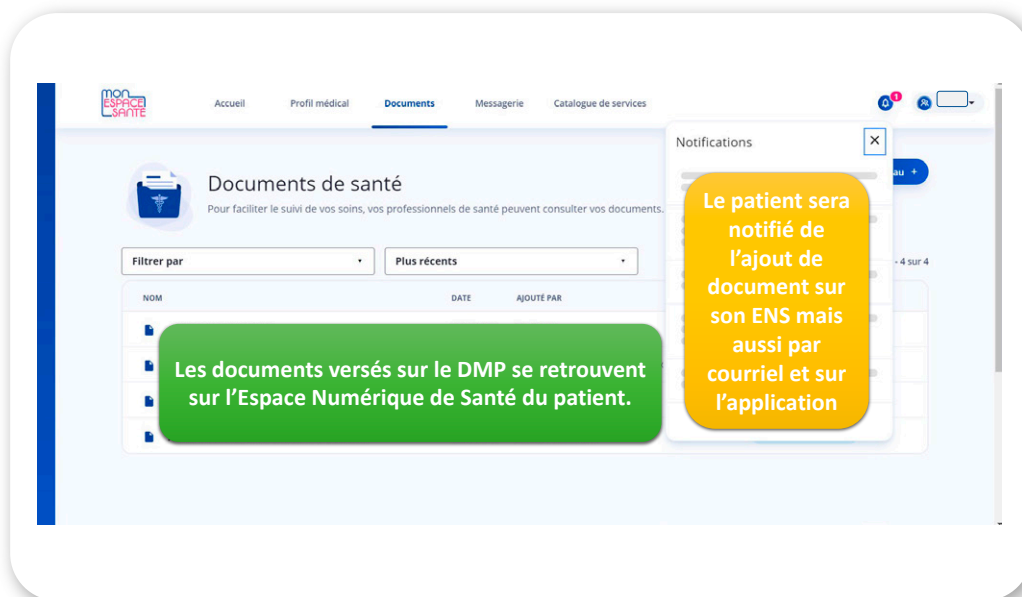 mon
ESPACE
SANTÉ
Accueil
Profil médical
Documents
Messagerie
Catalogue de services
1
Notifications
Documents de santé
au +
Pour faciliter le suivi de vos soins, vos professionnels de santé peuvent consulter vos documents.
Filtrer par
Plus récents
- 4 sur 4
NOM
DATE
AJOUTÉ PAR
Les documents versés sur le DMP se retrouvent
sur l’Espace Numérique de Santé du patient.
Le patient sera
notifié de
l’ajout de
document sur
son ENS mais
aussi par
courriel et sur
l’application